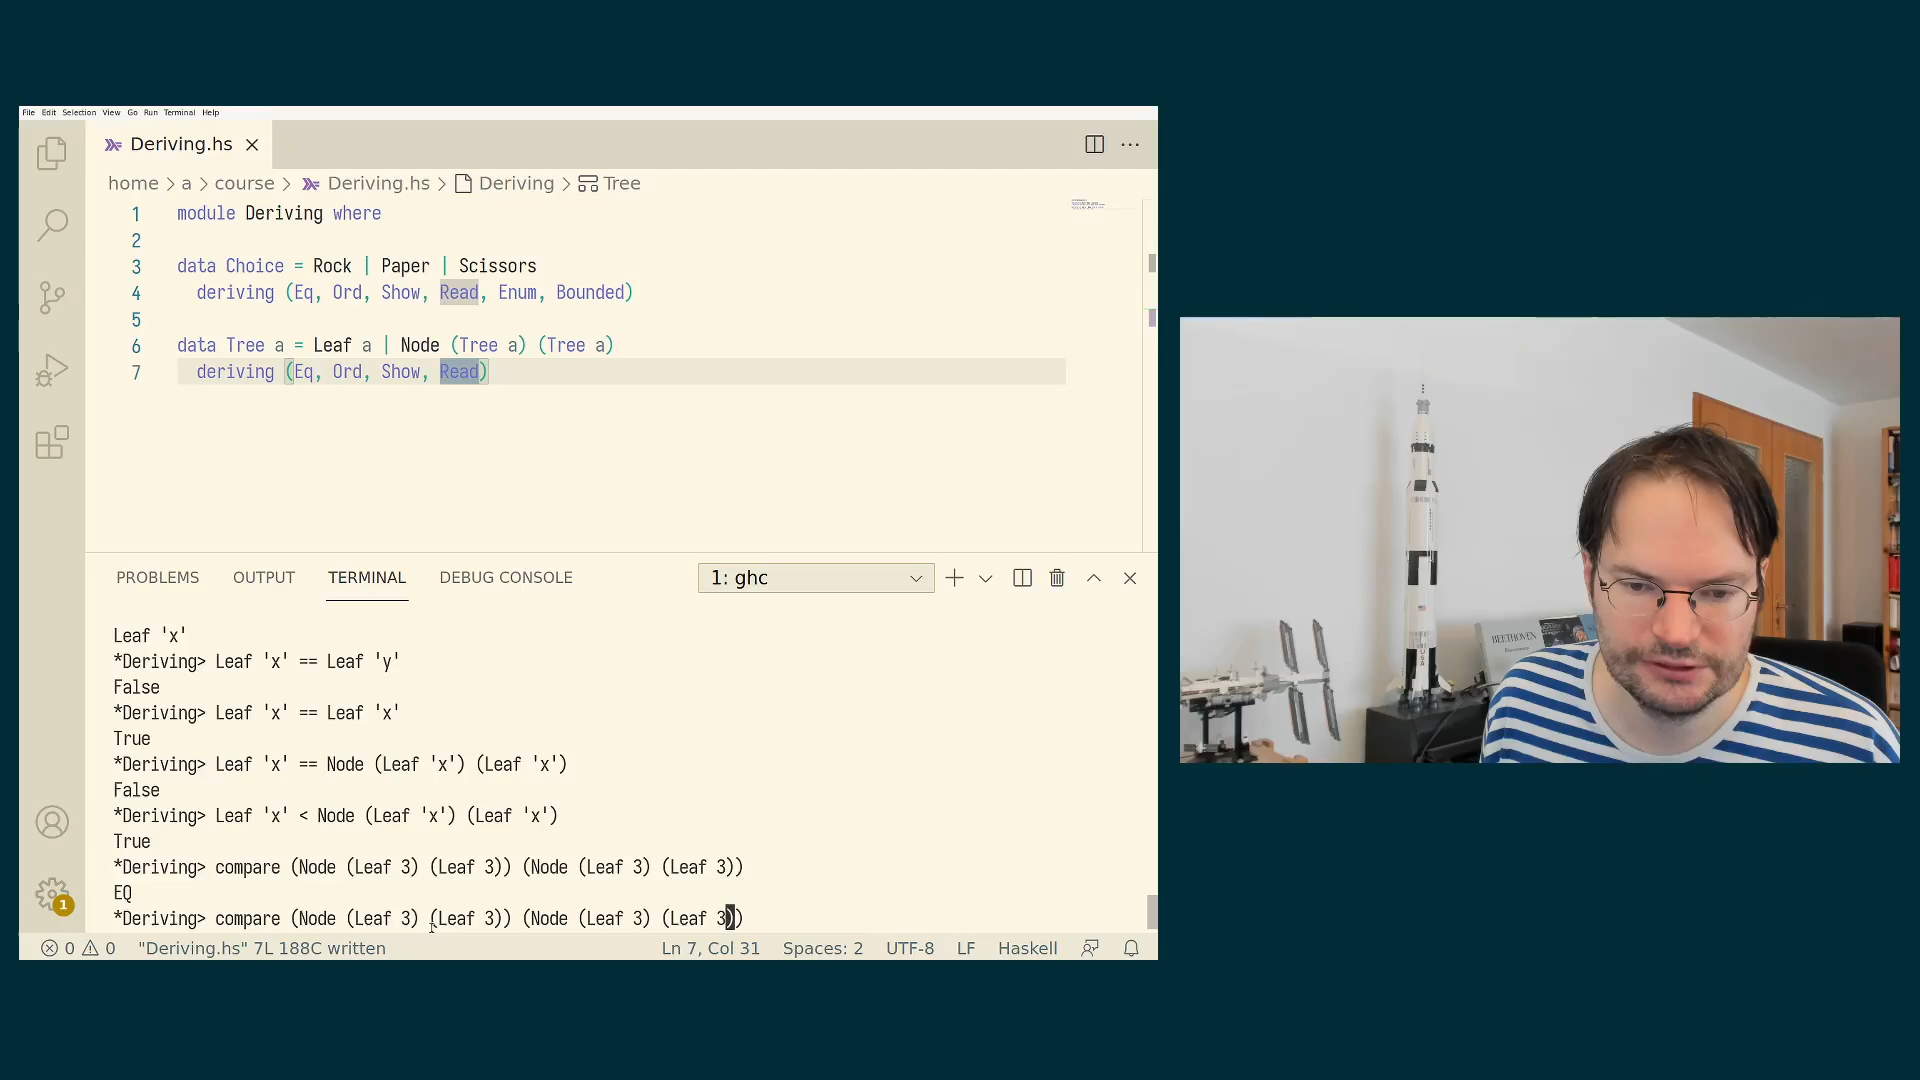 File Edit Selection View Go Run Terminal Help
Deriving.hs
home > a > course > Deriving.hs > Deriving > Tree
1 module Deriving where
2
3 data Choice = Rock | Paper | Scissors
4 deriving (Eq, Ord, Show, Read, Enum, Bounded)
5
6 data Tree a = Leaf a | Node (Tree a) (Tree a)
7 deriving (Eq, Ord, Show, Read)
PROBLEMS OUTPUT TERMINAL DEBUG CONSOLE 1: ghc
Leaf 'x'
*Deriving> Leaf 'x' == Leaf 'y'
False
*Deriving> Leaf 'x' == Leaf 'x'
True
*Deriving> Leaf 'x' == Node (Leaf 'x') (Leaf 'x')
False
*Deriving> Leaf 'x' < Node (Leaf 'x') (Leaf 'x')
True
*Deriving> compare (Node (Leaf 3) (Leaf 3)) (Node (Leaf 3) (Leaf 3))
EQ
*Deriving> compare (Node (Leaf 3) (Leaf 3)) (Node (Leaf 3) (Leaf 3))
1
0 0 "Deriving.hs" 7L 188C written Ln 7, Col 31 Spaces: 2 UTF-8 LF Haskell
BEETHOVEN
USA